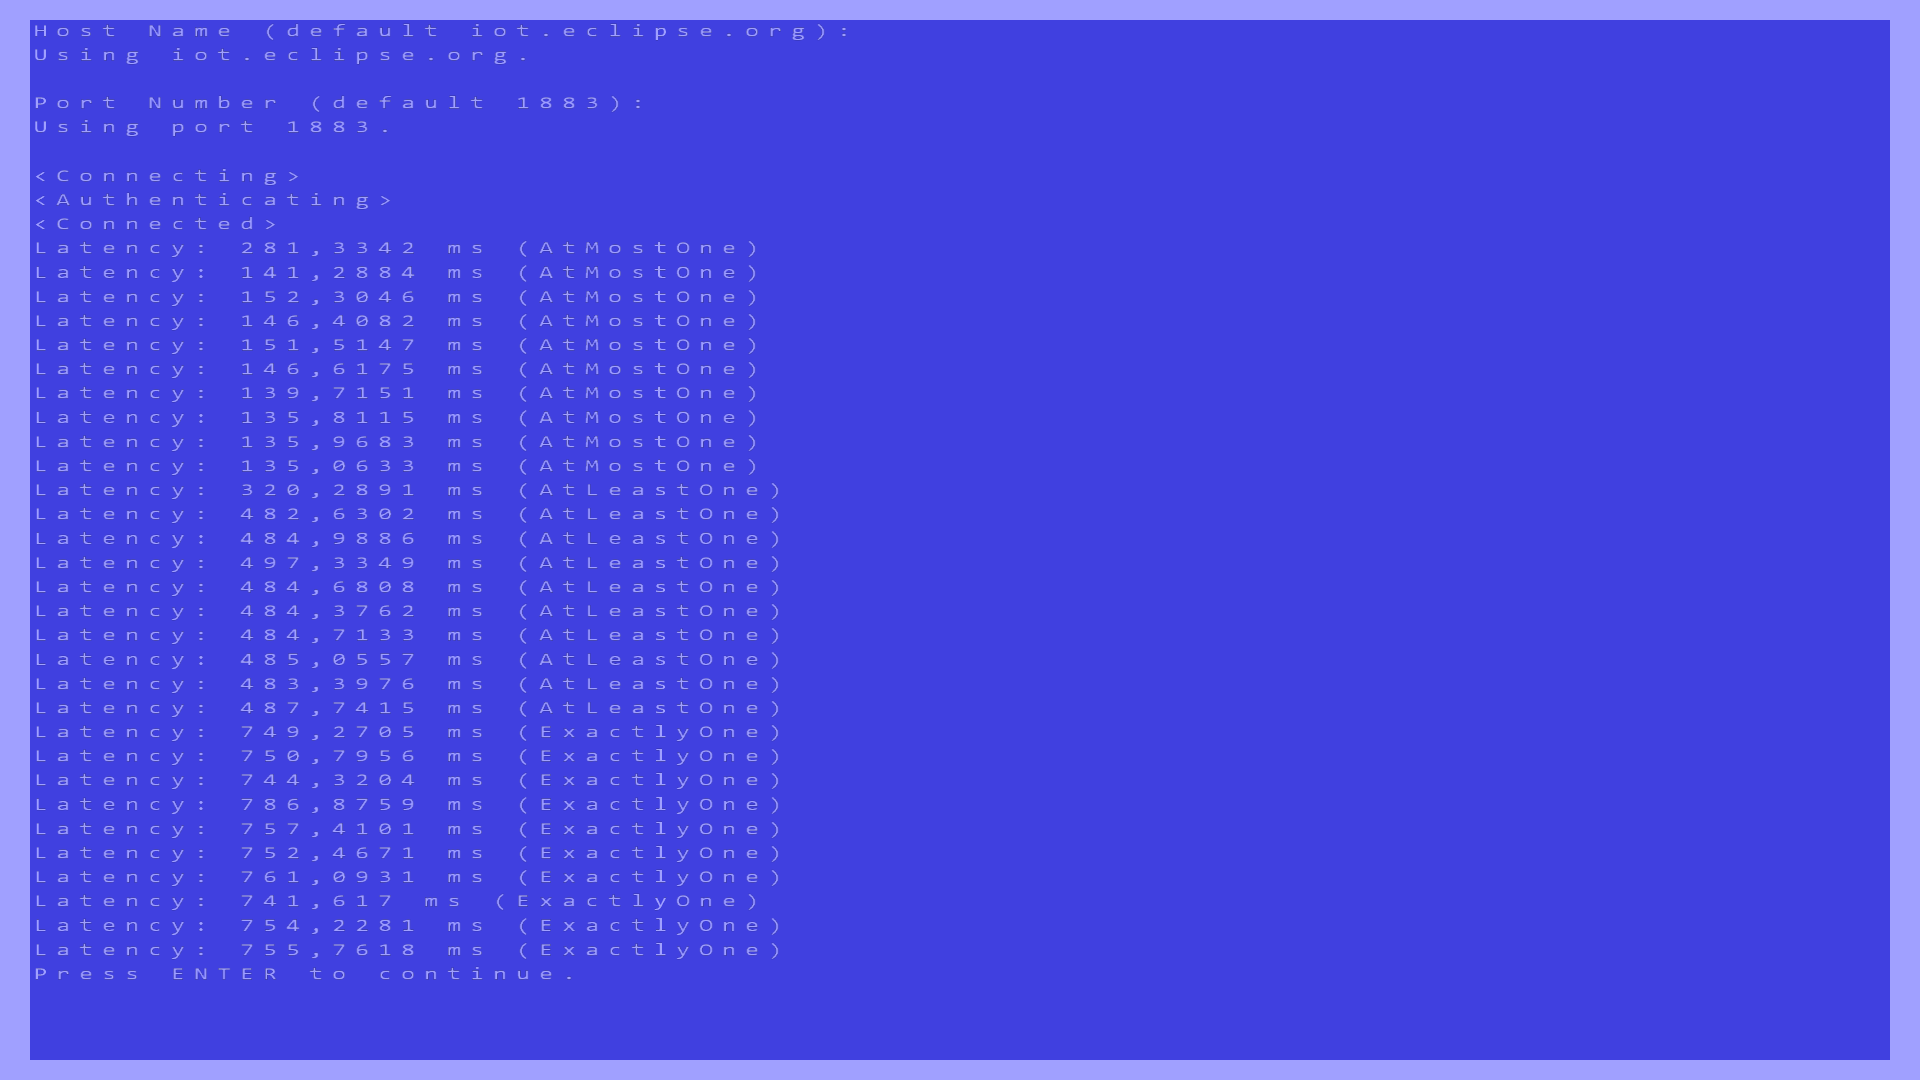 Host Name (default iot.eclipse.org):
Using iot.eclipse.org.
Port Number (default 1883):
Using port 1883.
<Connecting>
<Authenticating>
<Connected>
Latency: 281,3342 ms (AtMostOne)
Latency: 141,2884 ms (AtMostOne)
Latency: 152,3046 ms (AtMostOne)
Latency: 146,4082 ms (AtMostOne)
Latency: 151,5147 ms (AtMostOne)
Latency: 146,6175 ms (AtMostOne)
Latency: 139,7151 ms (AtMostOne)
Latency: 135,8115 ms (AtMostOne)
Latency: 135,9683 ms (AtMostOne)
Latency: 135,0633 ms (AtMostOne)
Latency: 320,2891 ms (AtLeastOne)
Latency: 482,6302 ms (AtLeastOne)
Latency: 484,9886 ms (AtLeastOne)
Latency: 497,3349 ms (AtLeastOne)
Latency: 484,6808 ms (AtLeastOne)
Latency: 484,3762 ms (AtLeastOne)
Latency: 484,7133 ms (AtLeastOne)
Latency: 485,0557 ms (AtLeastOne)
Latency: 483,3976 ms (AtLeastOne)
Latency: 487,7415 ms (AtLeastOne)
Latency: 749,2705 ms (ExactlyOne)
Latency: 750,7956 ms (ExactlyOne)
Latency: 744,3204 ms (ExactlyOne)
Latency: 786,8759 ms (ExactlyOne)
Latency: 757,4101 ms (ExactlyOne)
Latency: 752,4671 ms (ExactlyOne)
Latency: 761,0931 ms (ExactlyOne)
Latency: 741,617 ms (ExactlyOne)
Latency: 754,2281 ms (ExactlyOne)
Latency: 755,7618 ms (ExactlyOne)
Press ENTER to continue.